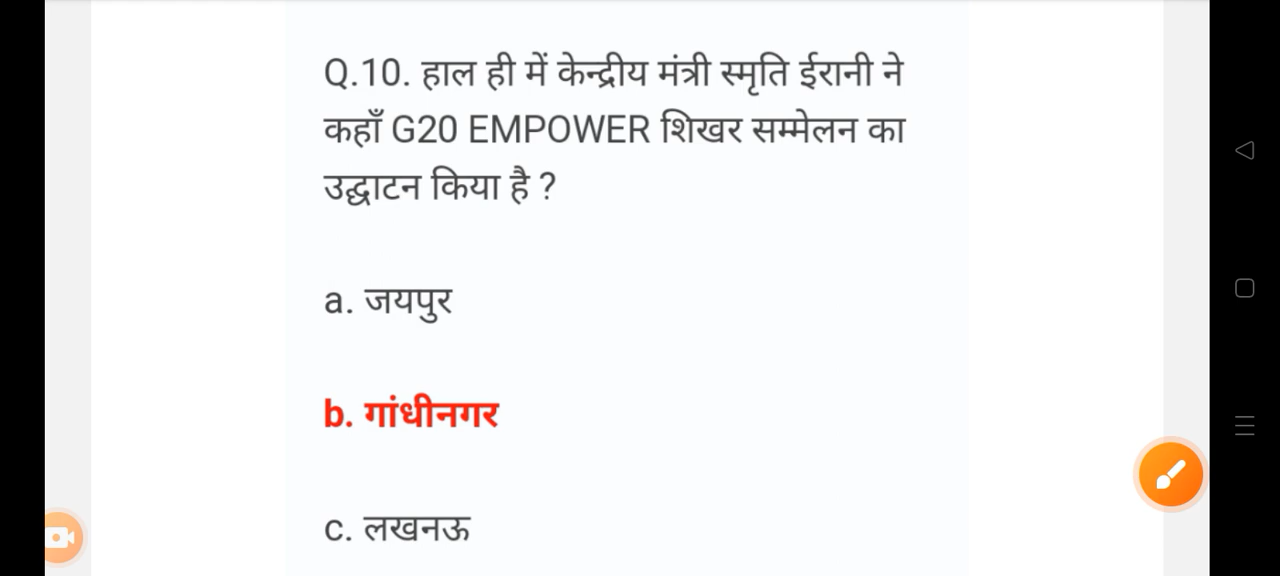 Q.10. हाल ही में केन्द्रीय मंत्री स्मृति ईरानी ने
कहाँ G20 EMPOWER शिखर सम्मेलन का
उद्घाटन किया है ?
a. जयपुर
b. गांधीनगर
c. लखनऊ